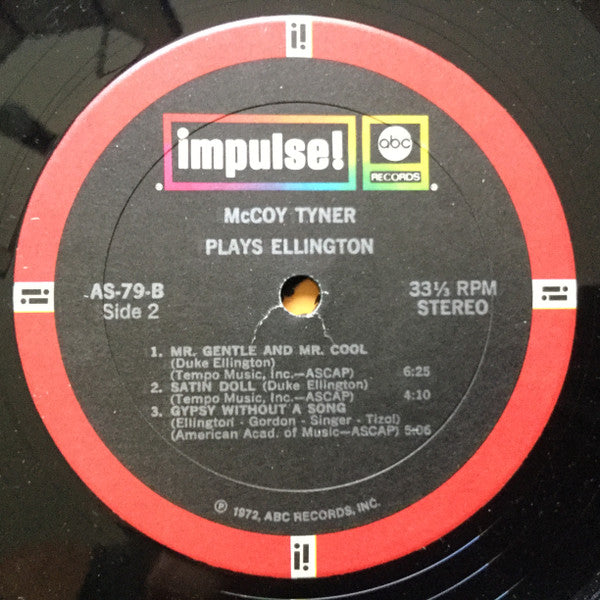 impulse!
abc
RECORDS
McCOY TYNER
PLAYS ELLINGTON
AS-79-B
Side 2
33⅓ RPM
STEREO
1. MR. GENTLE AND MR. COOL
(Duke Ellington)
(Tempo Music, Inc.—ASCAP) 6:25
2. SATIN DOLL (Duke Ellington)
(Tempo Music, Inc.—ASCAP) 4:10
3. GYPSY WITHOUT A SONG
(Ellington - Gordon - Singer - Tizol)
(American Acad. of Music—ASCAP) 5:06
℗ 1972, ABC RECORDS, INC.